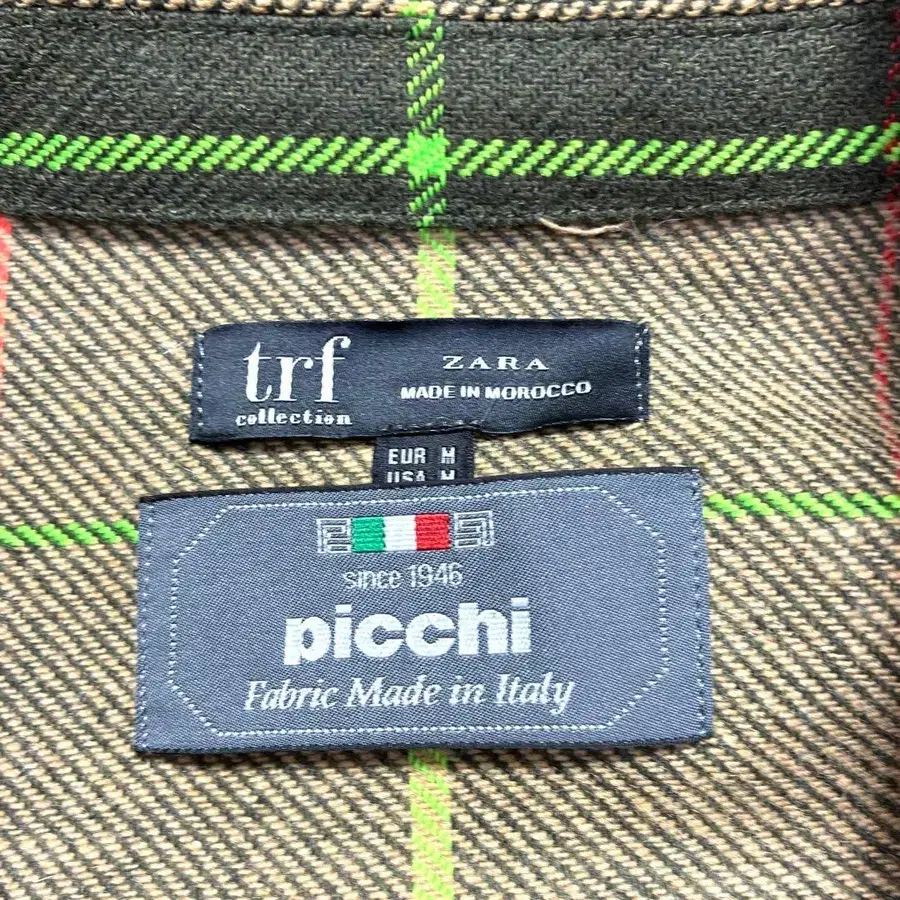 trf
collection
ZARA
MADE IN MOROCCO
EUR M
USA M
since 1946
picchi
Fabric Made in Italy